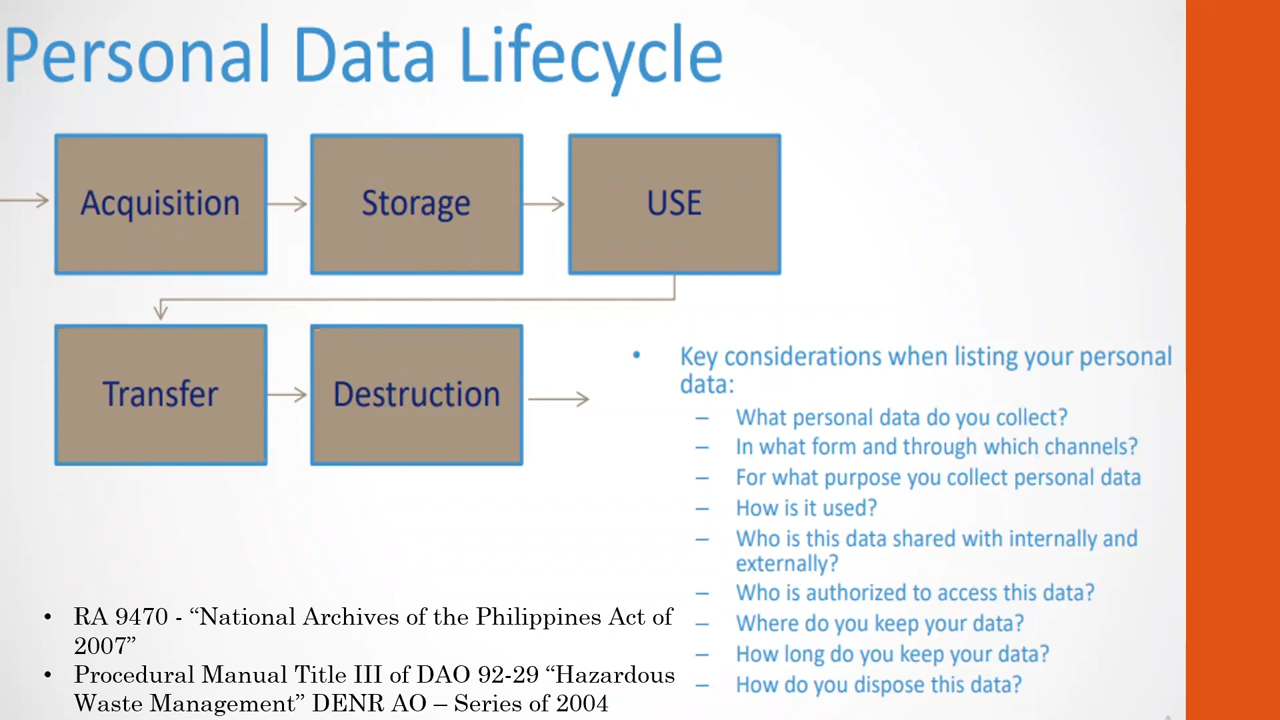 Personal Data Lifecycle
Acquisition
Storage
USE
Transfer
Destruction
• Key considerations when listing your personal
data:
– What personal data do you collect?
– In what form and through which channels?
– For what purpose you collect personal data
– How is it used?
– Who is this data shared with internally and
externally?
– Who is authorized to access this data?
– Where do you keep your data?
– How long do you keep your data?
– How do you dispose this data?
• RA 9470 - “National Archives of the Philippines Act of
2007”
• Procedural Manual Title III of DAO 92-29 “Hazardous
Waste Management” DENR AO – Series of 2004